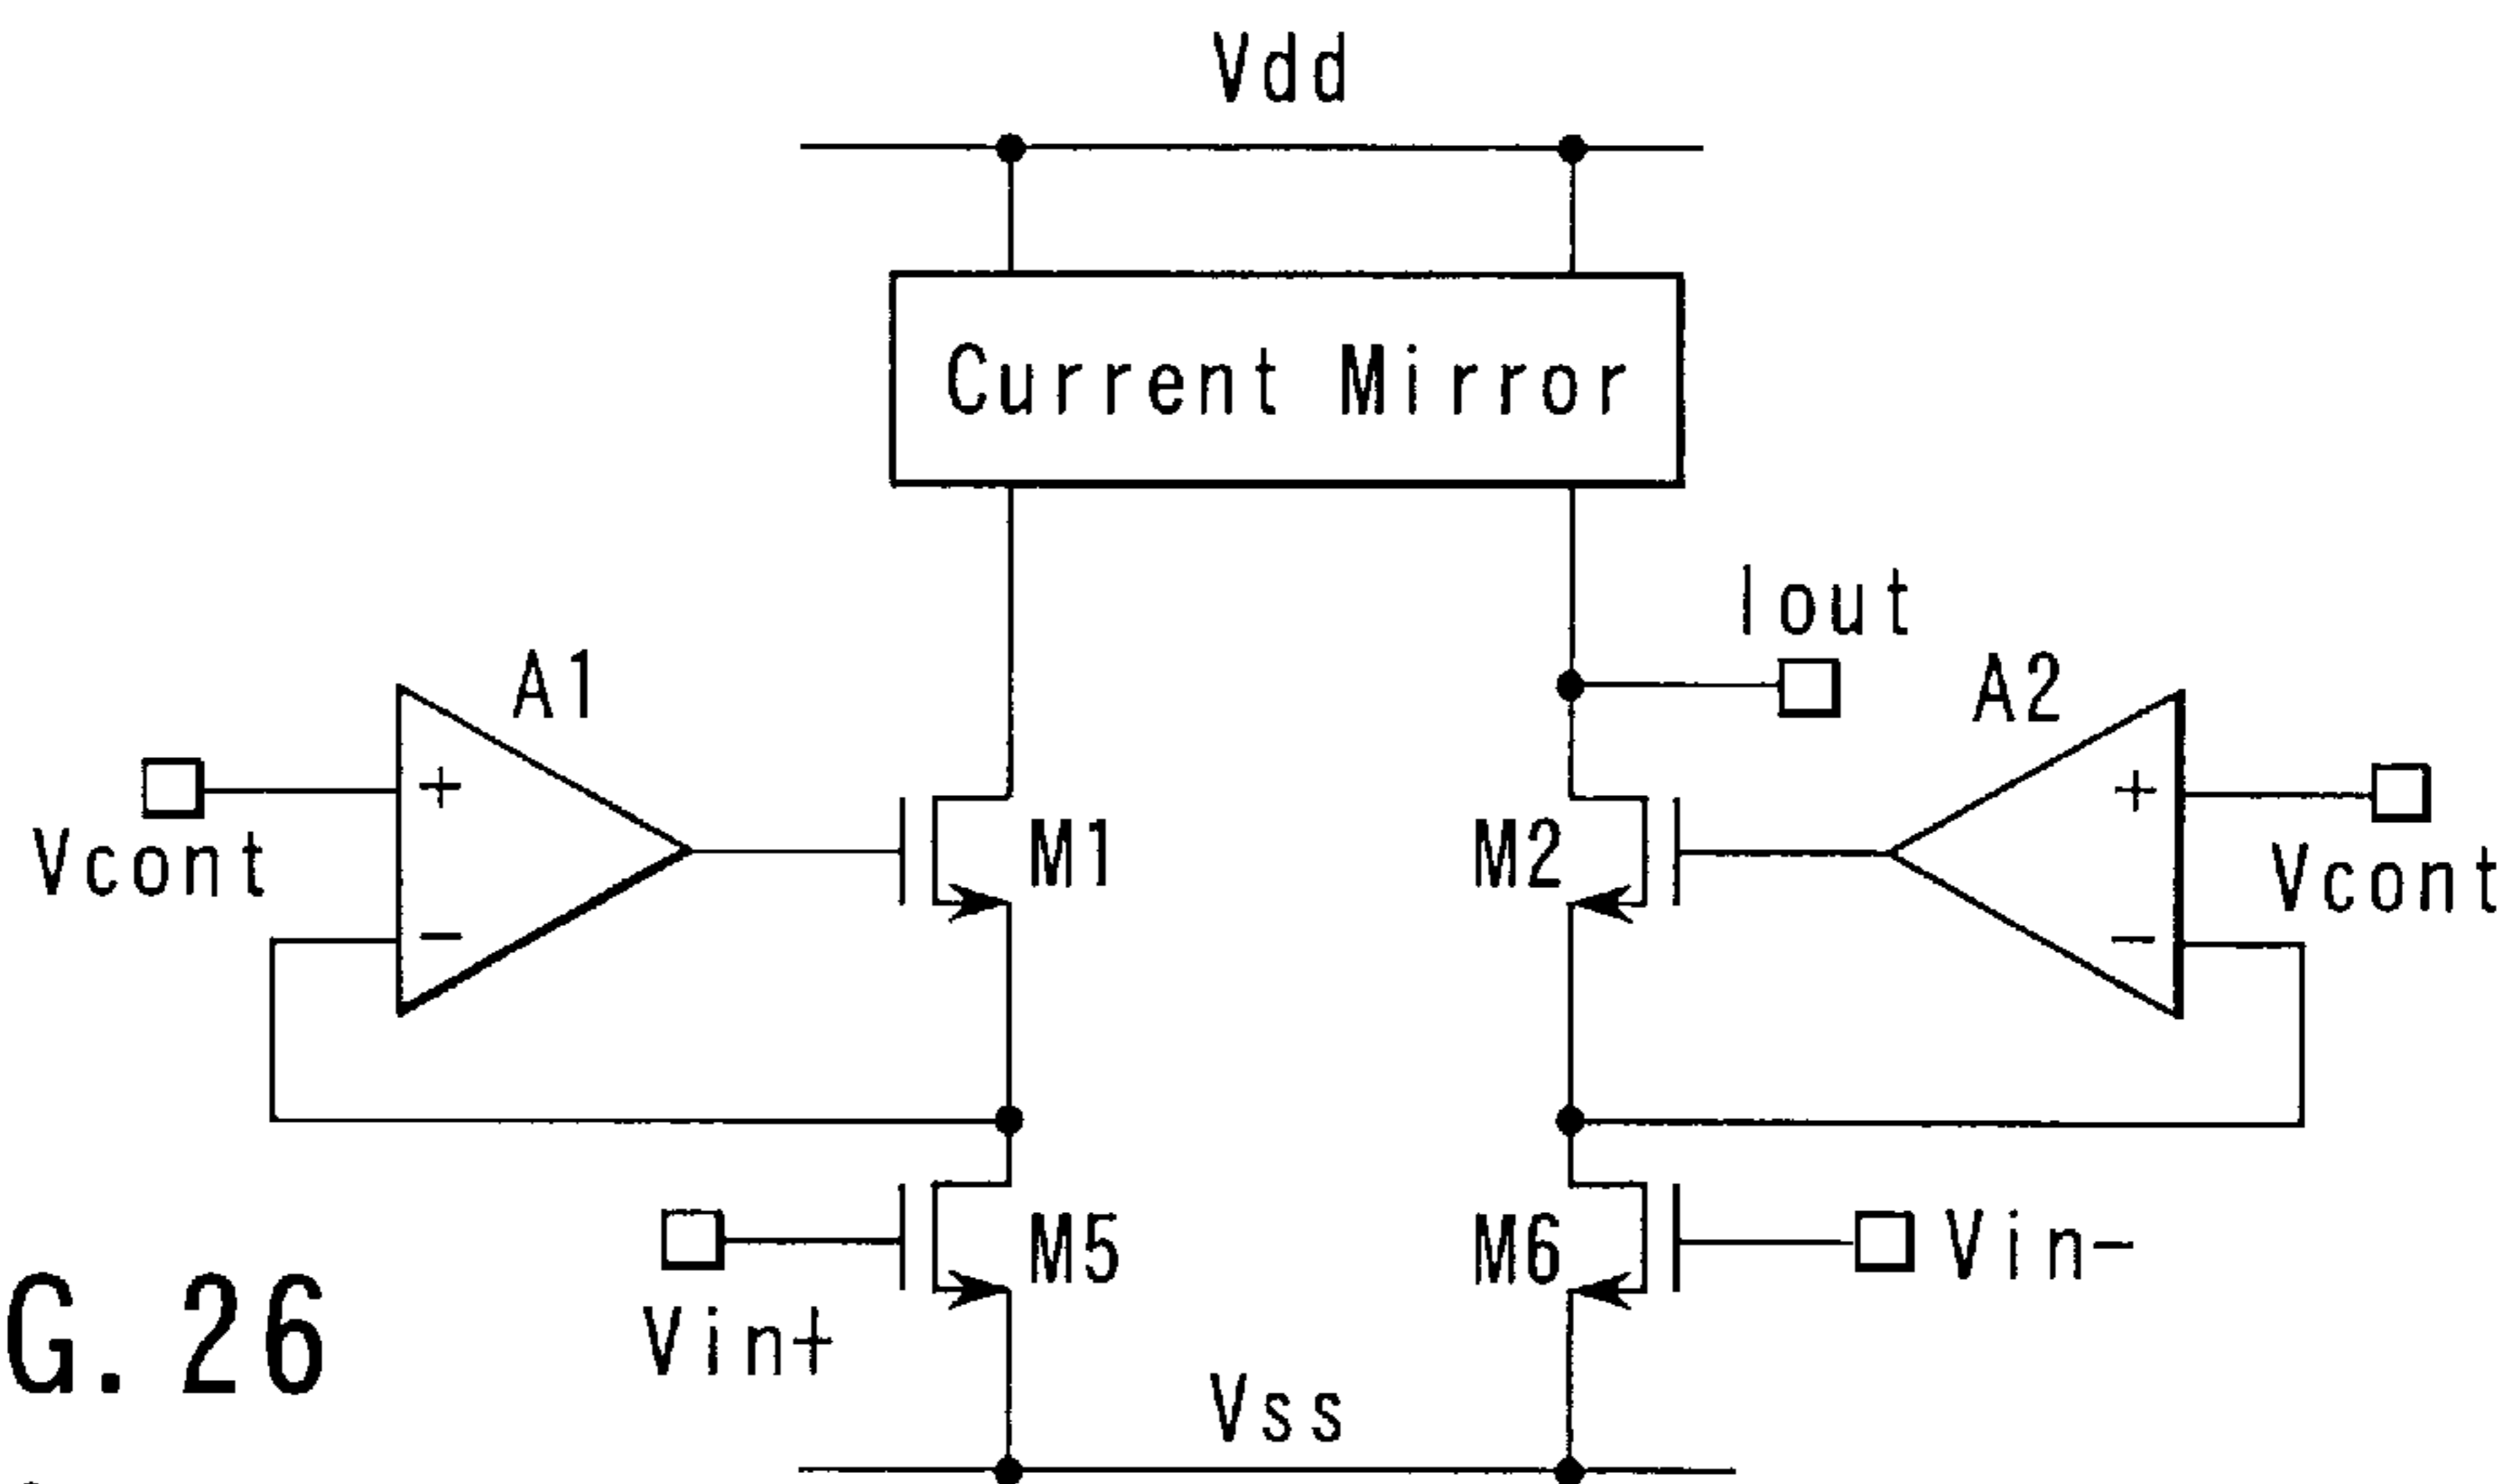 Vdd
Current Mirror
Iout
A1
A2
+
+
Vcont
M1
M2
Vcont
-
-
M5
M6
Vin-
Vin+
G. 26
Vss